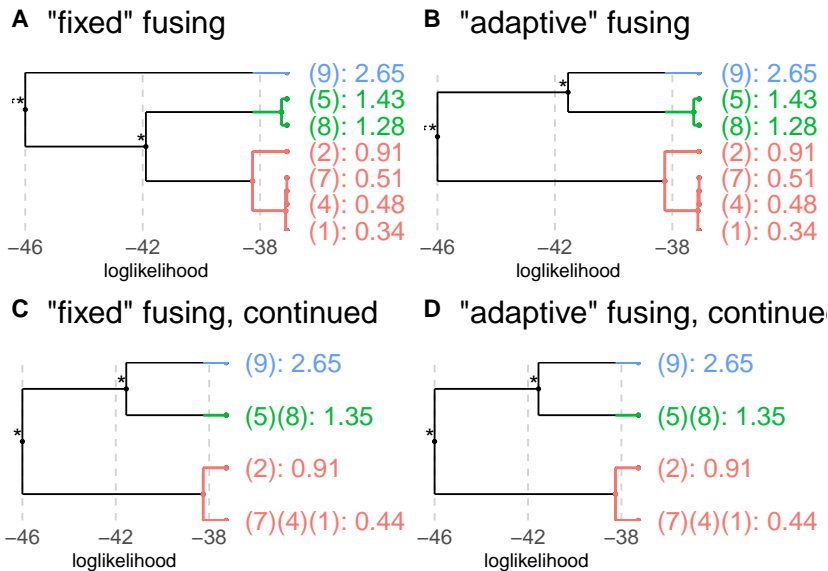 A "fixed" fusing
(9): 2.65
(5): 1.43
(8): 1.28
(2): 0.91
(7): 0.51
(4): 0.48
(1): 0.34
**
*
−46 −42 −38
loglikelihood
B "adaptive" fusing
(9): 2.65
(5): 1.43
(8): 1.28
(2): 0.91
(7): 0.51
(4): 0.48
(1): 0.34
*
**
−46 −42 −38
loglikelihood
C "fixed" fusing, continued
(9): 2.65
(5)(8): 1.35
(2): 0.91
(7)(4)(1): 0.44
*
*
−46 −42 −38
loglikelihood
D "adaptive" fusing, continued
(9): 2.65
(5)(8): 1.35
(2): 0.91
(7)(4)(1): 0.44
*
*
−46 −42 −38
loglikelihood